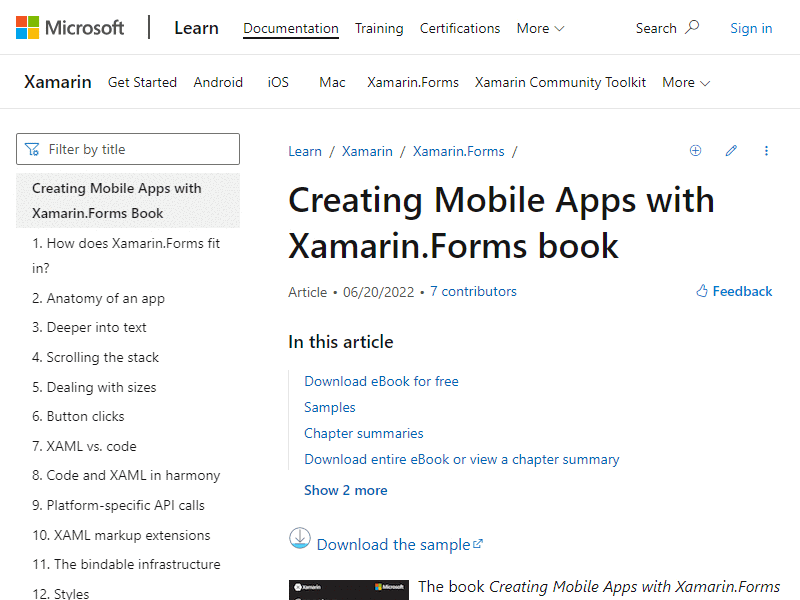 Microsoft Learn Documentation Training Certifications More Search Sign in
Xamarin Get Started Android iOS Mac Xamarin.Forms Xamarin Community Toolkit More
Filter by title
Creating Mobile Apps with
Xamarin.Forms Book
1. How does Xamarin.Forms fit
in?
2. Anatomy of an app
3. Deeper into text
4. Scrolling the stack
5. Dealing with sizes
6. Button clicks
7. XAML vs. code
8. Code and XAML in harmony
9. Platform-specific API calls
10. XAML markup extensions
11. The bindable infrastructure
12. Styles
Learn / Xamarin / Xamarin.Forms /
Creating Mobile Apps with
Xamarin.Forms book
Article • 06/20/2022 • 7 contributors
Feedback
In this article
Download eBook for free
Samples
Chapter summaries
Download entire eBook or view a chapter summary
Show 2 more
Download the sample
Xamarin Microsoft
The book Creating Mobile Apps with Xamarin.Forms